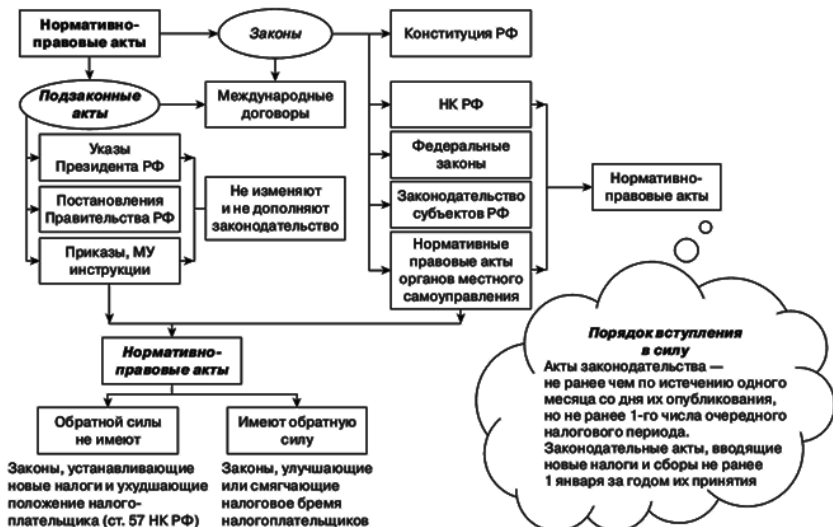 Нормативно-
правовые акты
Законы
Конституция РФ
Подзаконные
акты
Международные
договоры
НК РФ
Указы
Президента РФ
Федеральные
законы
Постановления
Правительства РФ
Не изменяют
и не дополняют
законодательство
Законодательство
субъектов РФ
Нормативно-
правовые акты
Приказы, МУ
инструкции
Нормативные
правовые акты
органов местного
самоуправления
Нормативно-
правовые акты
Обратной силы
не имеют
Имеют обратную
силу
Законы, устанавливающие
новые налоги и ухудшающие
положение налого-
плательщика (ст. 57 НК РФ)
Законы, улучшающие
или смягчающие
налоговое бремя
налогоплательщиков
Порядок вступления
в силу
Акты законодательства —
не ранее чем по истечению одного
месяца со дня их опубликования,
но не ранее 1-го числа очередного
налогового периода.
Законодательные акты, вводящие
новые налоги и сборы не ранее
1 января за годом их принятия